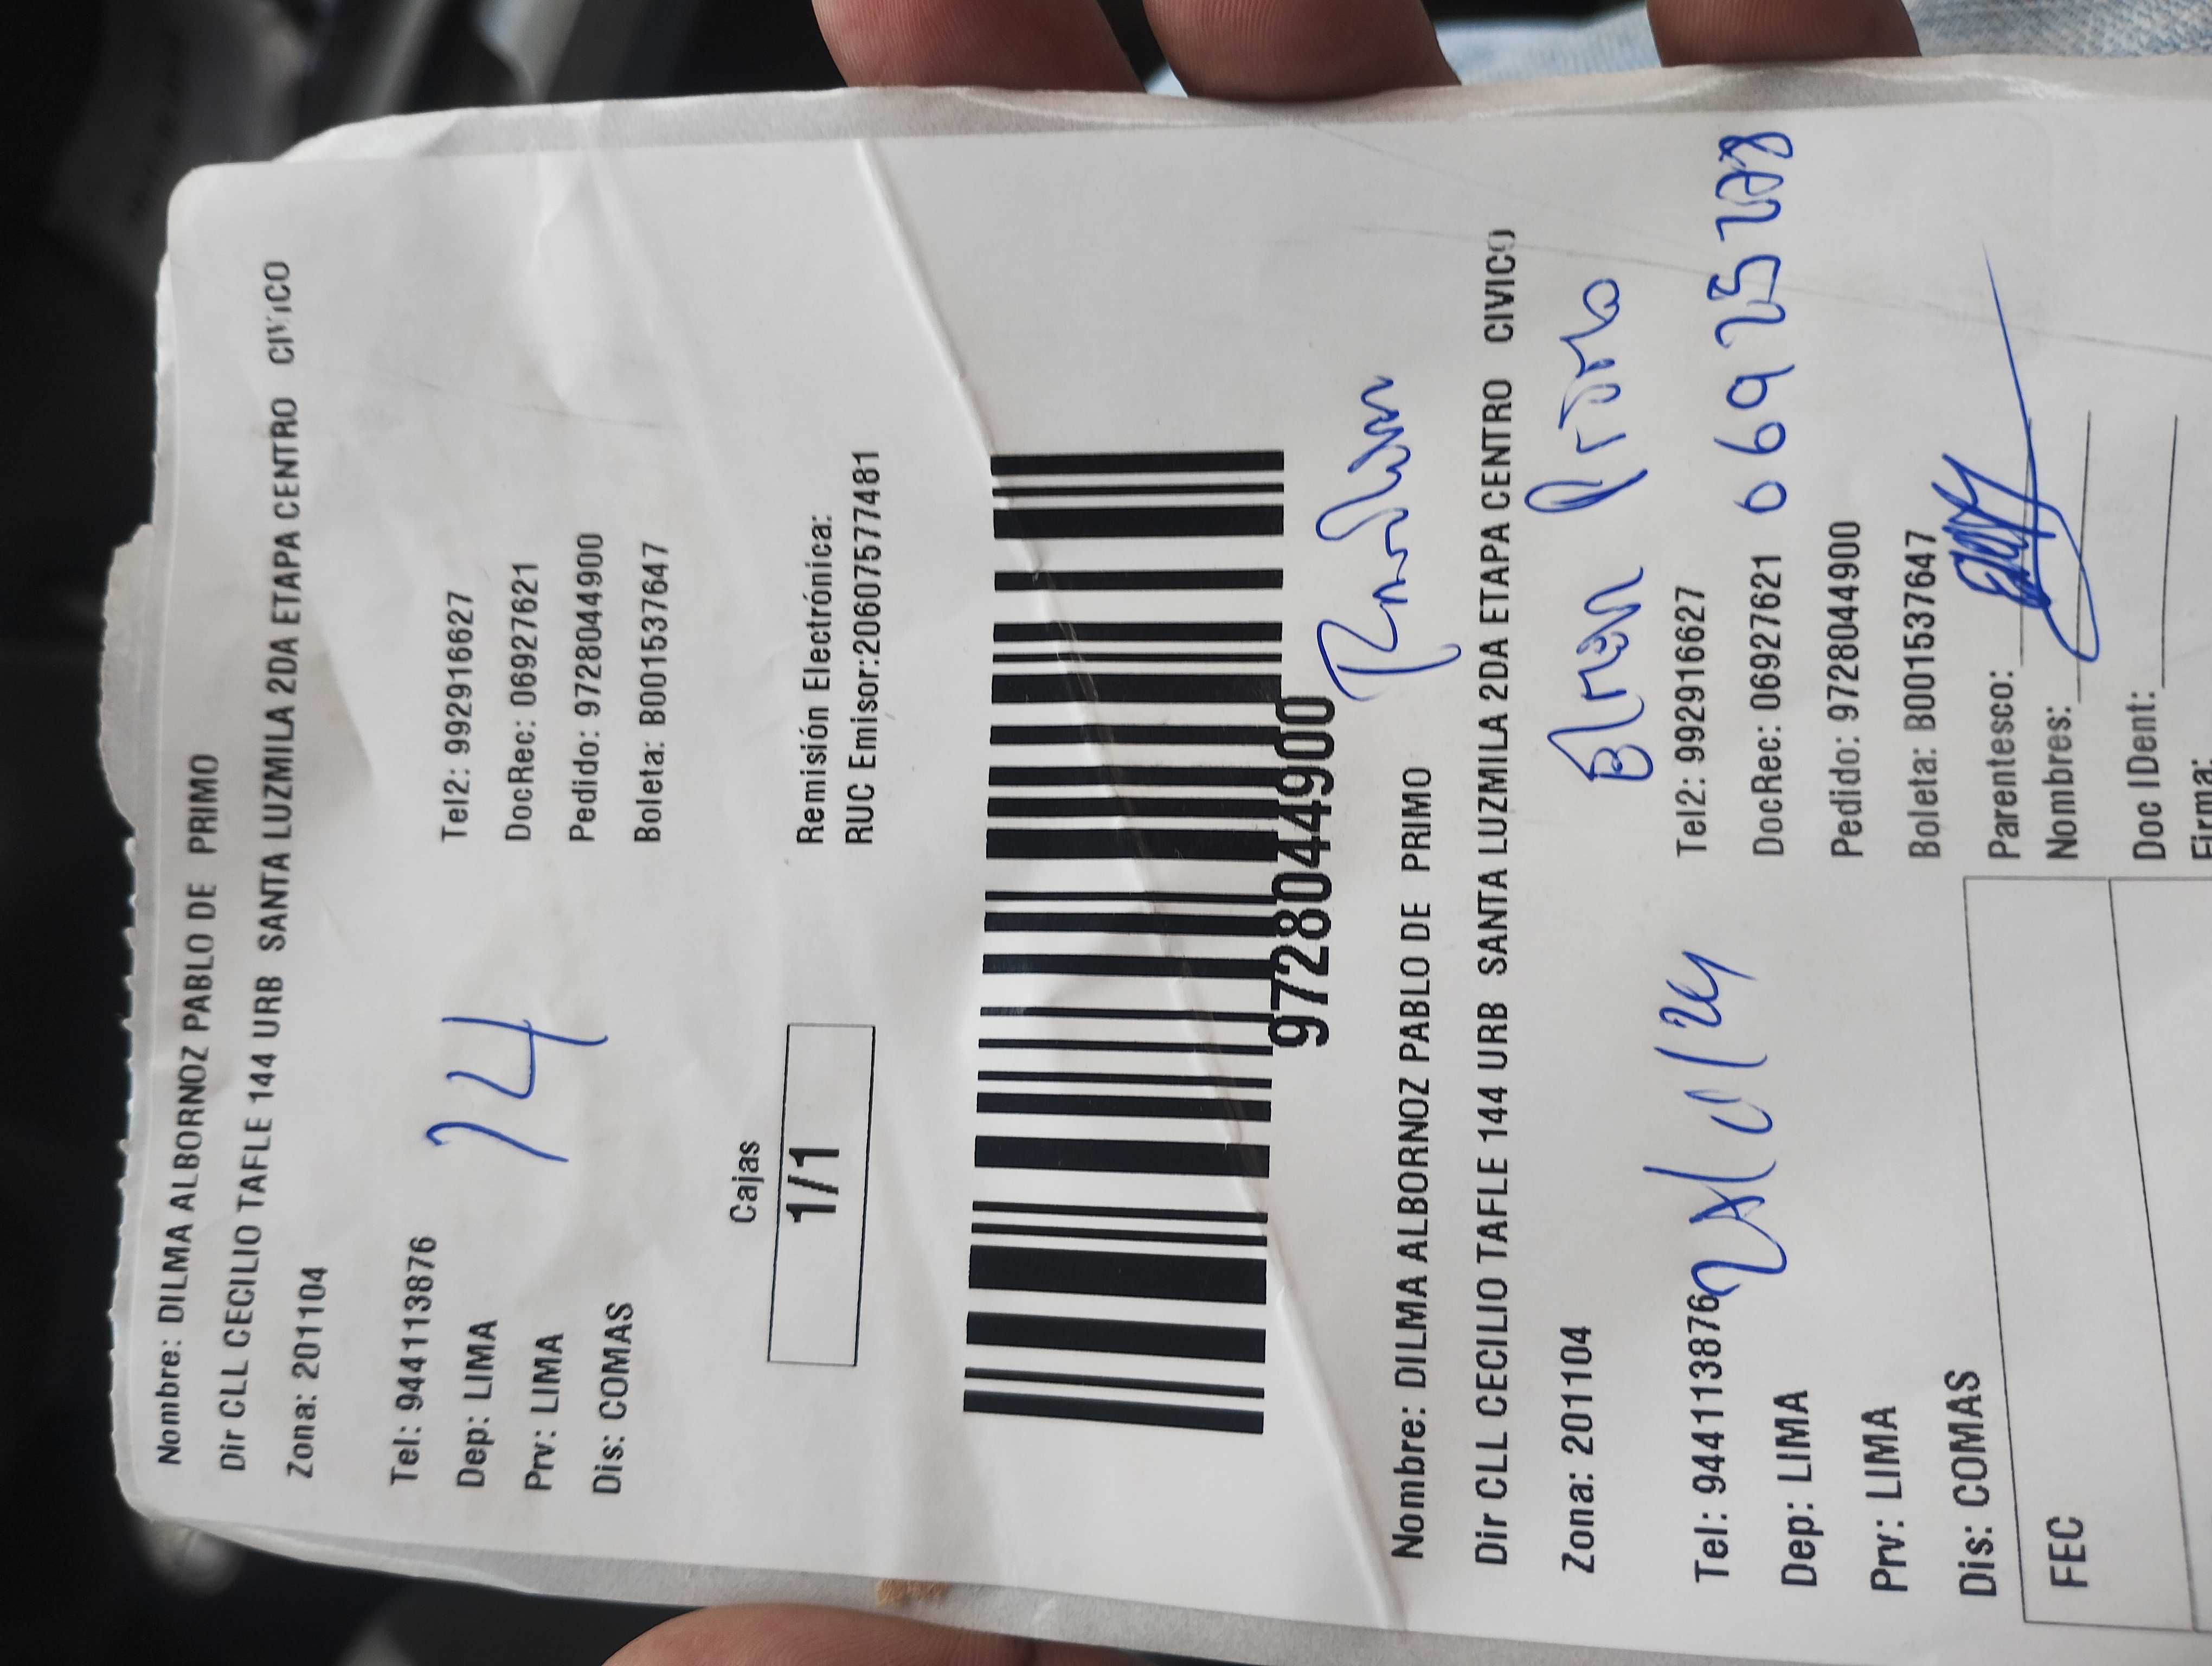 Nombre: DILMA ALBORNOZ PABLO DE PRIMO
Dir CLL CECILIO TAFLE 144 URB SANTA LUZMILA 2DA ETAPA CENTRO CIVICO
Zona: 201104
Tel: 944113876
Tel2: 992916627
Dep: LIMA
DocRec: 06927621
Prv: LIMA
Pedido: 9728044900
Dis: COMAS
Boleta: B001537647
14
Cajas
1/1
Remisión Electrónica:
RUC Emisor:20607577481
9728044900
Nombre: DILMA ALBORNOZ PABLO DE PRIMO
Dir CLL CECILIO TAFLE 144 URB SANTA LUZMILA 2DA ETAPA CENTRO CIVICO
Zona: 201104
Tel: 944113876
Tel2: 992916627
Dep: LIMA
DocRec: 06927621
Prv: LIMA
Pedido: 9728044900
Dis: COMAS
Boleta: B001537647
Parentesco:
Nombres:
FEC
Doc IDent:
Firma: